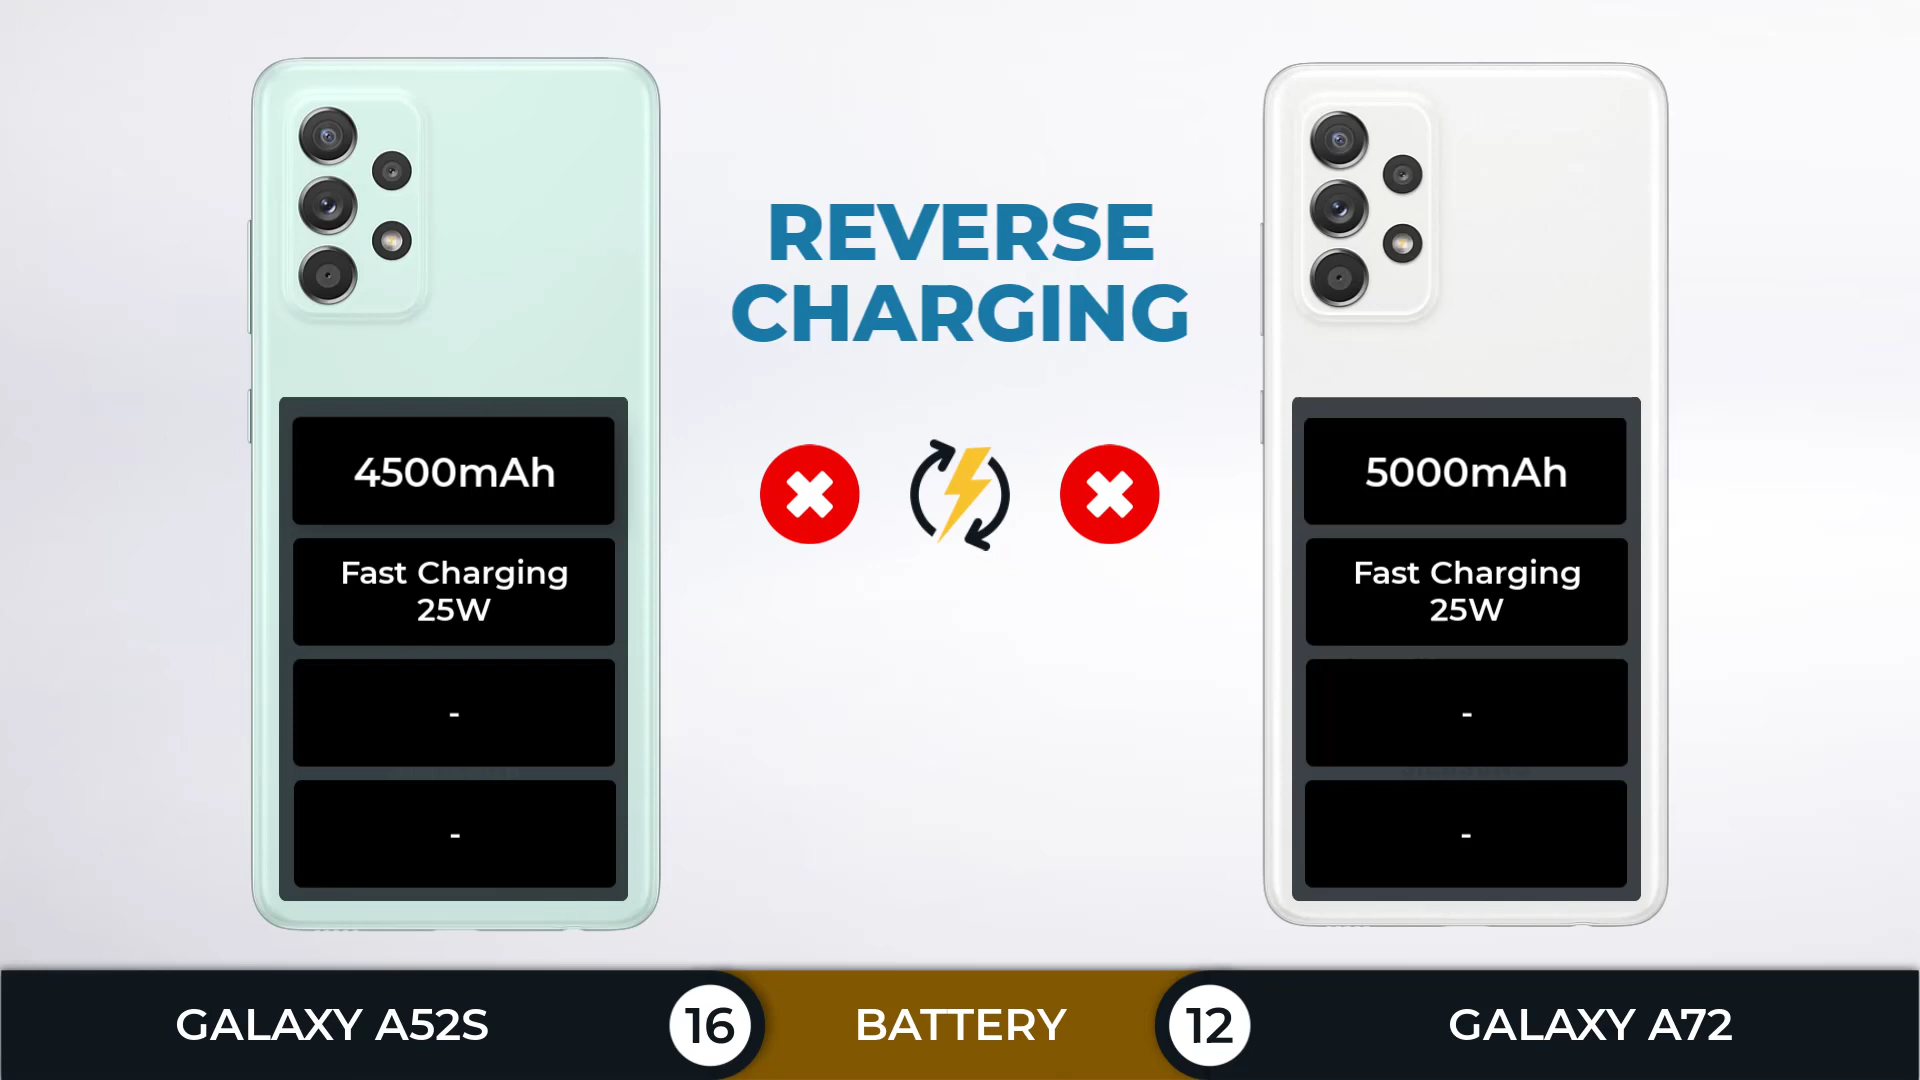 REVERSE
CHARGING
4500mAh
Fast Charging
25W
-
-
5000mAh
Fast Charging
25W
-
-
GALAXY A52S
16
BATTERY
12
GALAXY A72